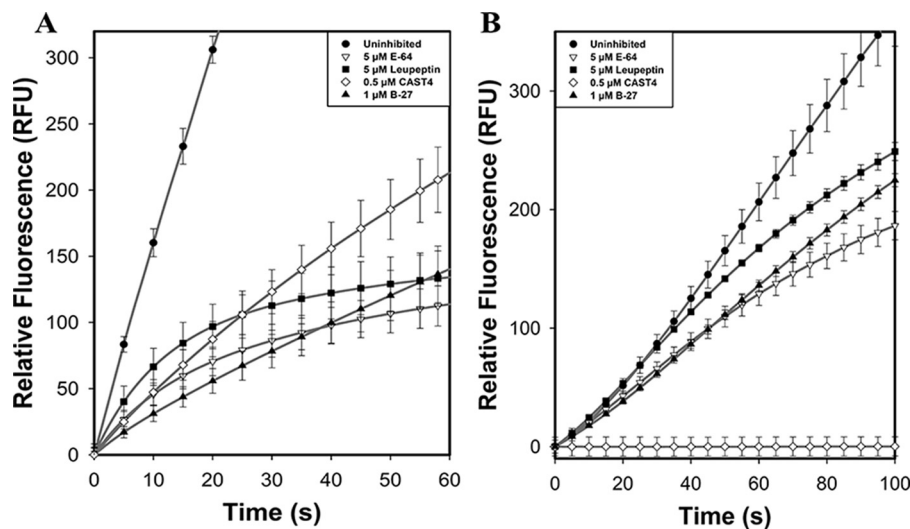 A
Relative Fluorescence (RFU)
300
250
200
150
100
50
0
Uninhibited
5 µM E-64
5 µM Leupeptin
0.5 µM CAST4
1 µM B-27
0 10 20 30 40 50 60
Time (s)
B
Relative Fluorescence (RFU)
300
200
100
0
Uninhibited
5 µM E-64
5 µM Leupeptin
0.5 µM CAST4
1 µM B-27
0 20 40 60 80 100
Time (s)